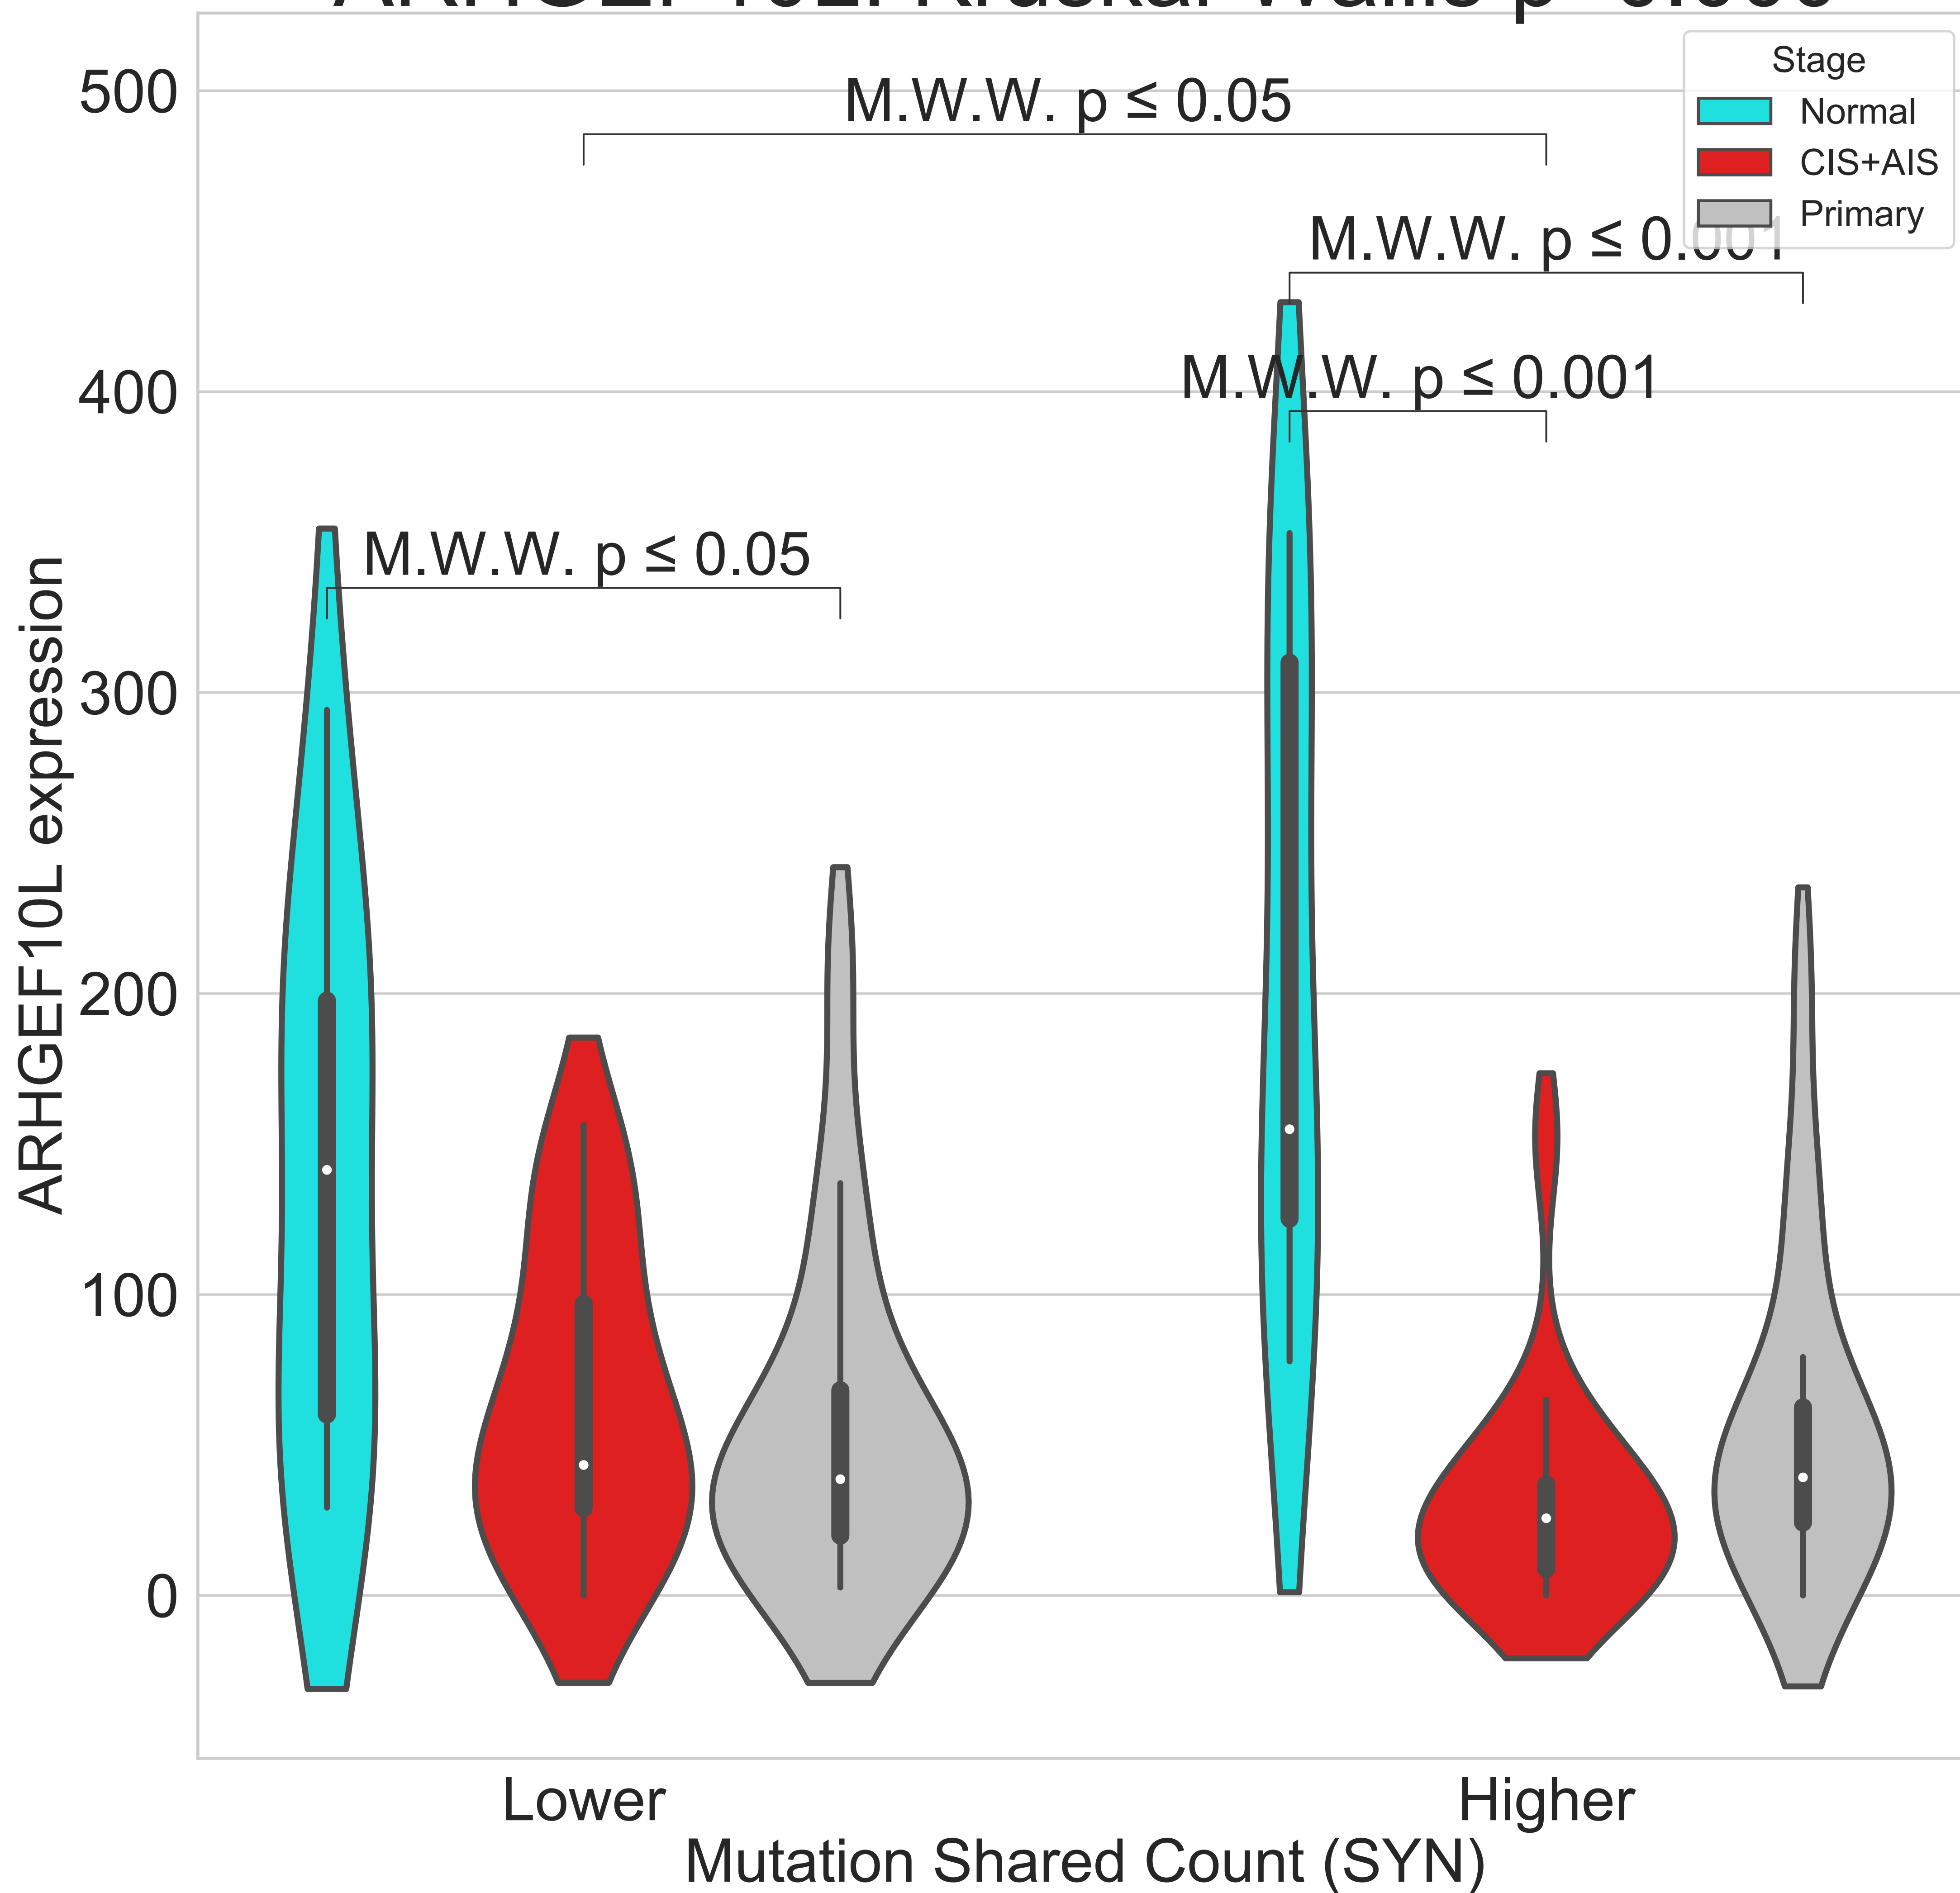 500
400
300
200
100
0
ARHGEF10L expression
M.W.W. p ≤ 0.05
M.W.W. p ≤ 0.001
M.W.W. p ≤ 0.001
M.W.W. p ≤ 0.05
Stage
Normal
CIS+AIS
Primary
Lower
Higher
Mutation Shared Count (SYN)